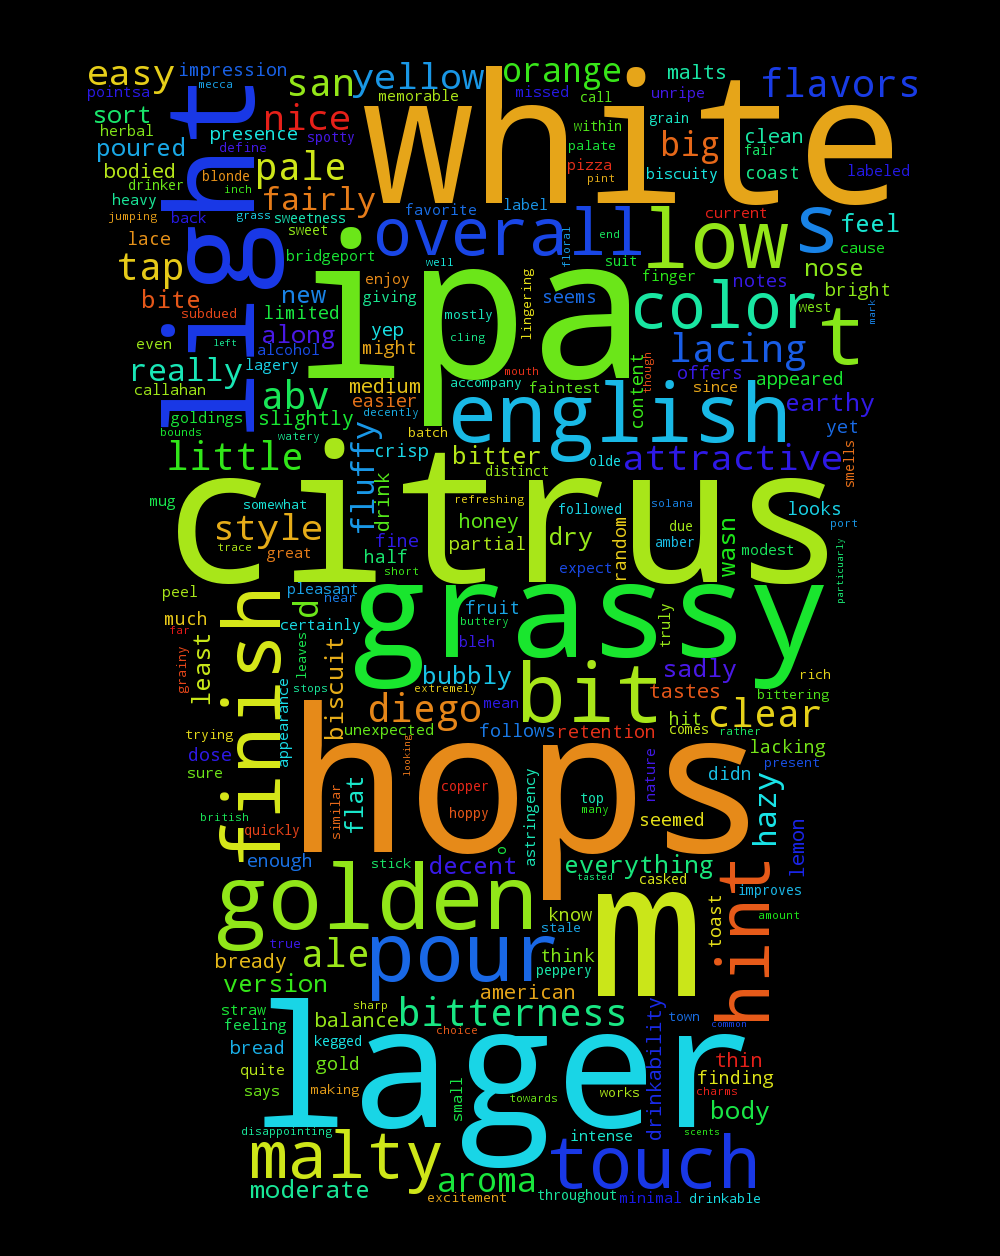 easy
impression
mecca
san
yellow
orange
malts
flavors
pointsa
memorable
missed
call
unripe
white
light
sort
nice
grain
herbal
presence
spotty
within
big
clean
poured
define
palate
fair
pale
pizza
biscuity
coast
labeled
bodied
blonde
pint
drinker
inch
fairly
heavy
favorite
label
current
s
feel
jumping
back
grass
sweetness
overall
low
lace
sweet
floral
end
cause
tap
bridgeport
well
suit
nose
ipa
finger
notes
bright
bite
new
enjoy
giving
lingering
seems
color
west
mark
subdued
limited
mostly
t
even
left
along
yep
cling
lacing
alcohol
might
really
lagery
mouth
though
offers
appeared
callahan
abv
medium
accompany
faintest
content
since
easier
english
earthy
goldings
slightly
decently
bounds
watery
batch
yet
little
fluffy
crisp
bitter
olde
attractive
smells
distinct
citrus
mug
somewhat
drink
refreshing
followed
solana
looks
style
honey
random
due
wasn
port
trace
fine
partial
dry
amber
modest
great
half
particuarly
short
expect
peel
pleasant
grassy
finish
d
near
fruit
much
certainly
buttery
truly
far
least
leaves
biscuit
bleh
grainy
bubbly
sadly
rich
stops
extremely
bit
tastes
bittering
appearance
diego
mean
clear
hit
trying
unexpected
follows
retention
comes
rather
hops
dose
looking
lacking
sure
flat
copper
astringency
top
nature
didn
hazy
present
british
similar
hoppy
many
seemed
quickly
lemon
enough
stick
decent
o
everything
hint
golden
tasted
casked
improves
m
know
toast
amount
true
ale
pour
stale
bready
think
version
peppery
american
straw
sharp
bitterness
drinkability
town
feeling
balance
choice
common
lager
bread
kegged
quite
gold
thin
says
making
small
towards
works
finding
charms
body
disappointing
intense
scents
malty
touch
moderate
aroma
excitement
throughout
minimal
drinkable